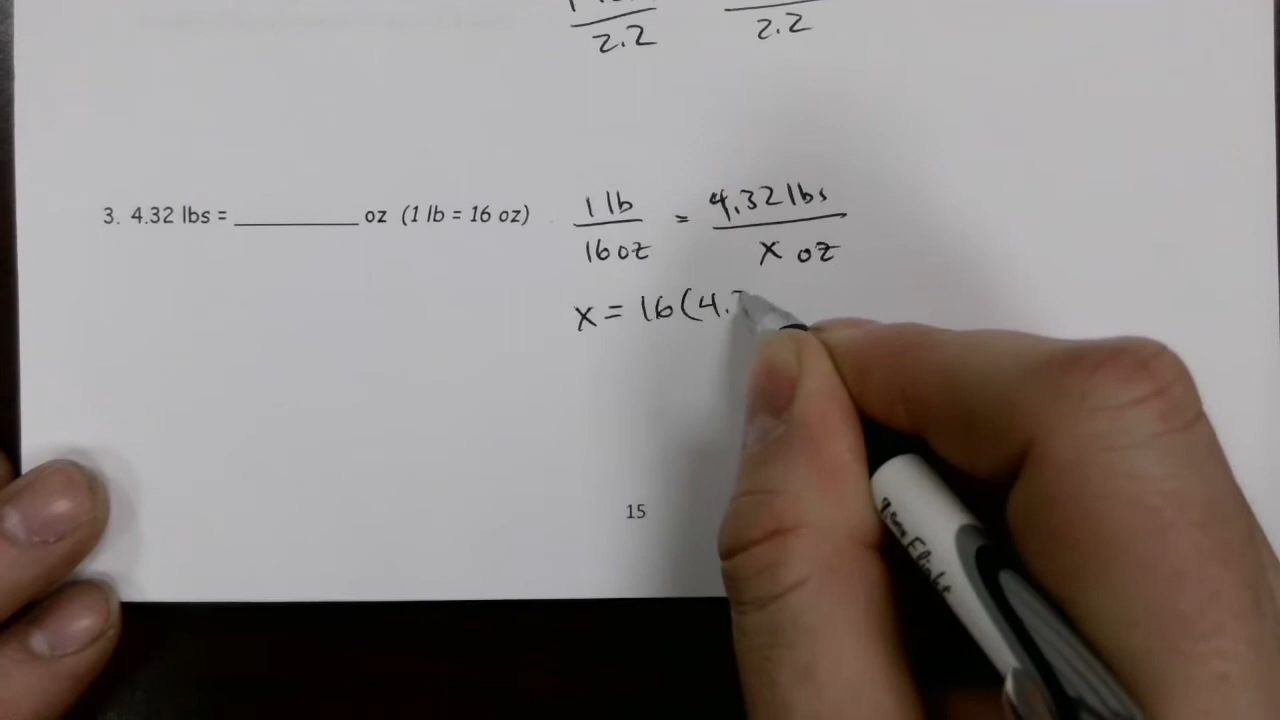 2.2 2.2
3. 4.32 lbs = __________ oz (1 lb = 16 oz) 1 lb / 16 oz = 4.32 lbs / x oz
x = 16(4.
15
Flight